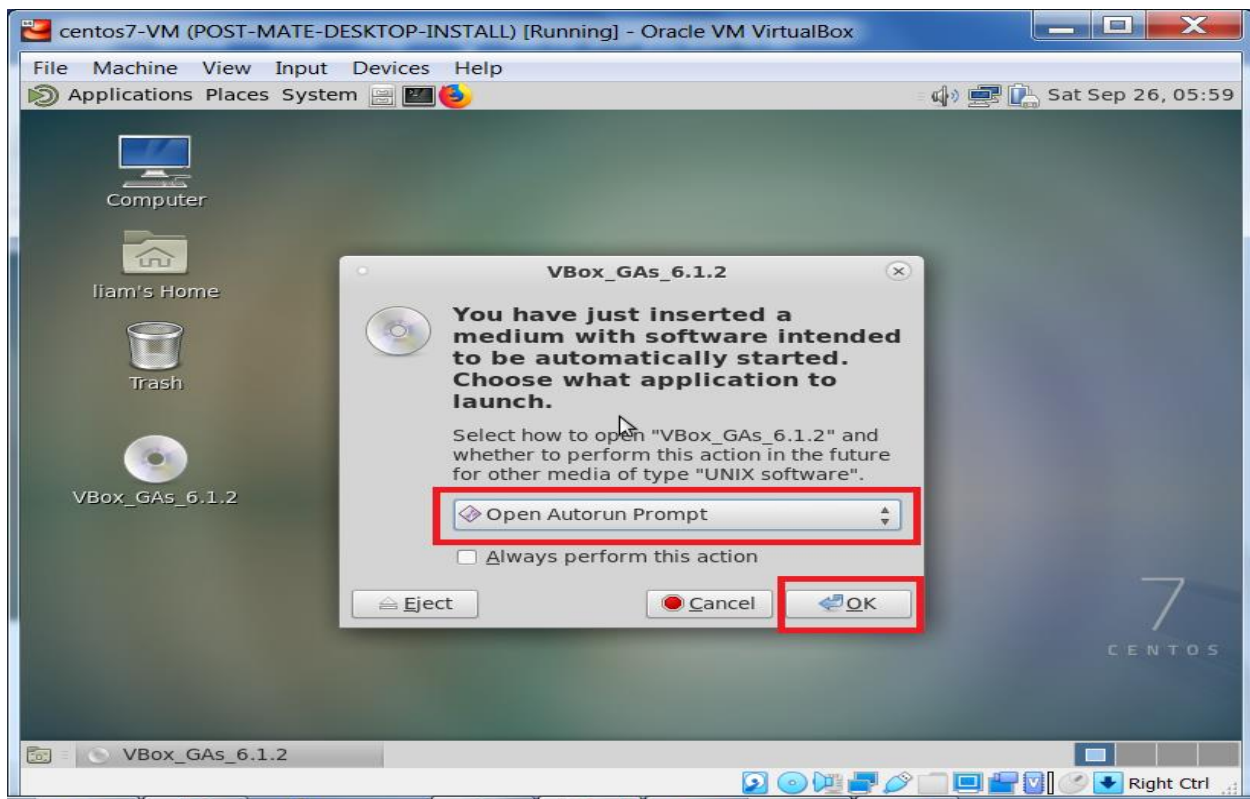 centos7-VM (POST-MATE-DESKTOP-INSTALL) [Running] - Oracle VM VirtualBox
File Machine View Input Devices Help
Applications Places System
Sat Sep 26, 05:59
Computer
liam's Home
Trash
VBox_GAs_6.1.2
VBox_GAs_6.1.2
You have just inserted a
medium with software intended
to be automatically started.
Choose what application to
launch.
Select how to open "VBox_GAs_6.1.2" and
whether to perform this action in the future
for other media of type "UNIX software".
Open Autorun Prompt
Always perform this action
Eject
Cancel
OK
7
CENTOS
VBox_GAs_6.1.2
Right Ctrl